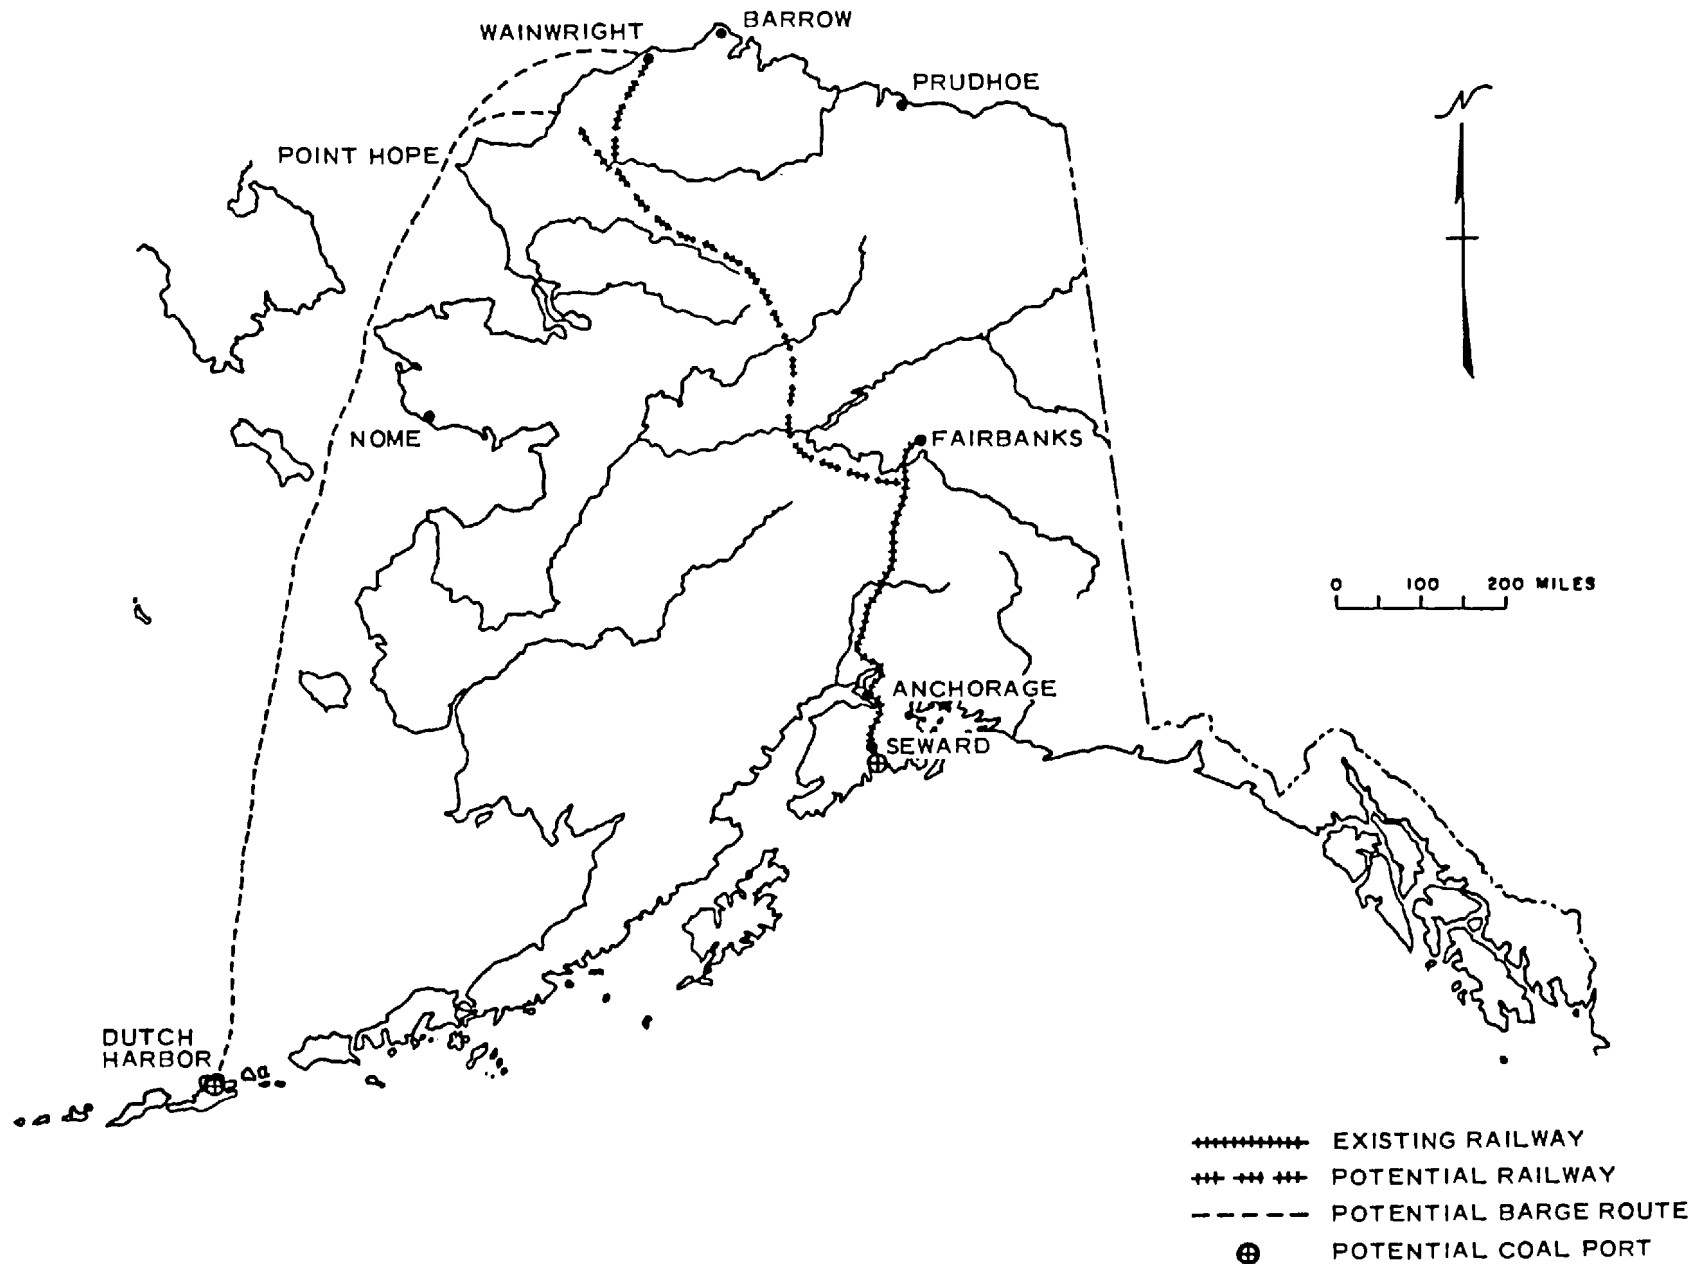 BARROW
WAINWRIGHT
PRUDHOE
N
POINT HOPE
NOME
FAIRBANKS
0 100 200 MILES
ANCHORAGE
SEWARD
DUTCH
HARBOR
EXISTING RAILWAY
POTENTIAL RAILWAY
POTENTIAL BARGE ROUTE
POTENTIAL COAL PORT